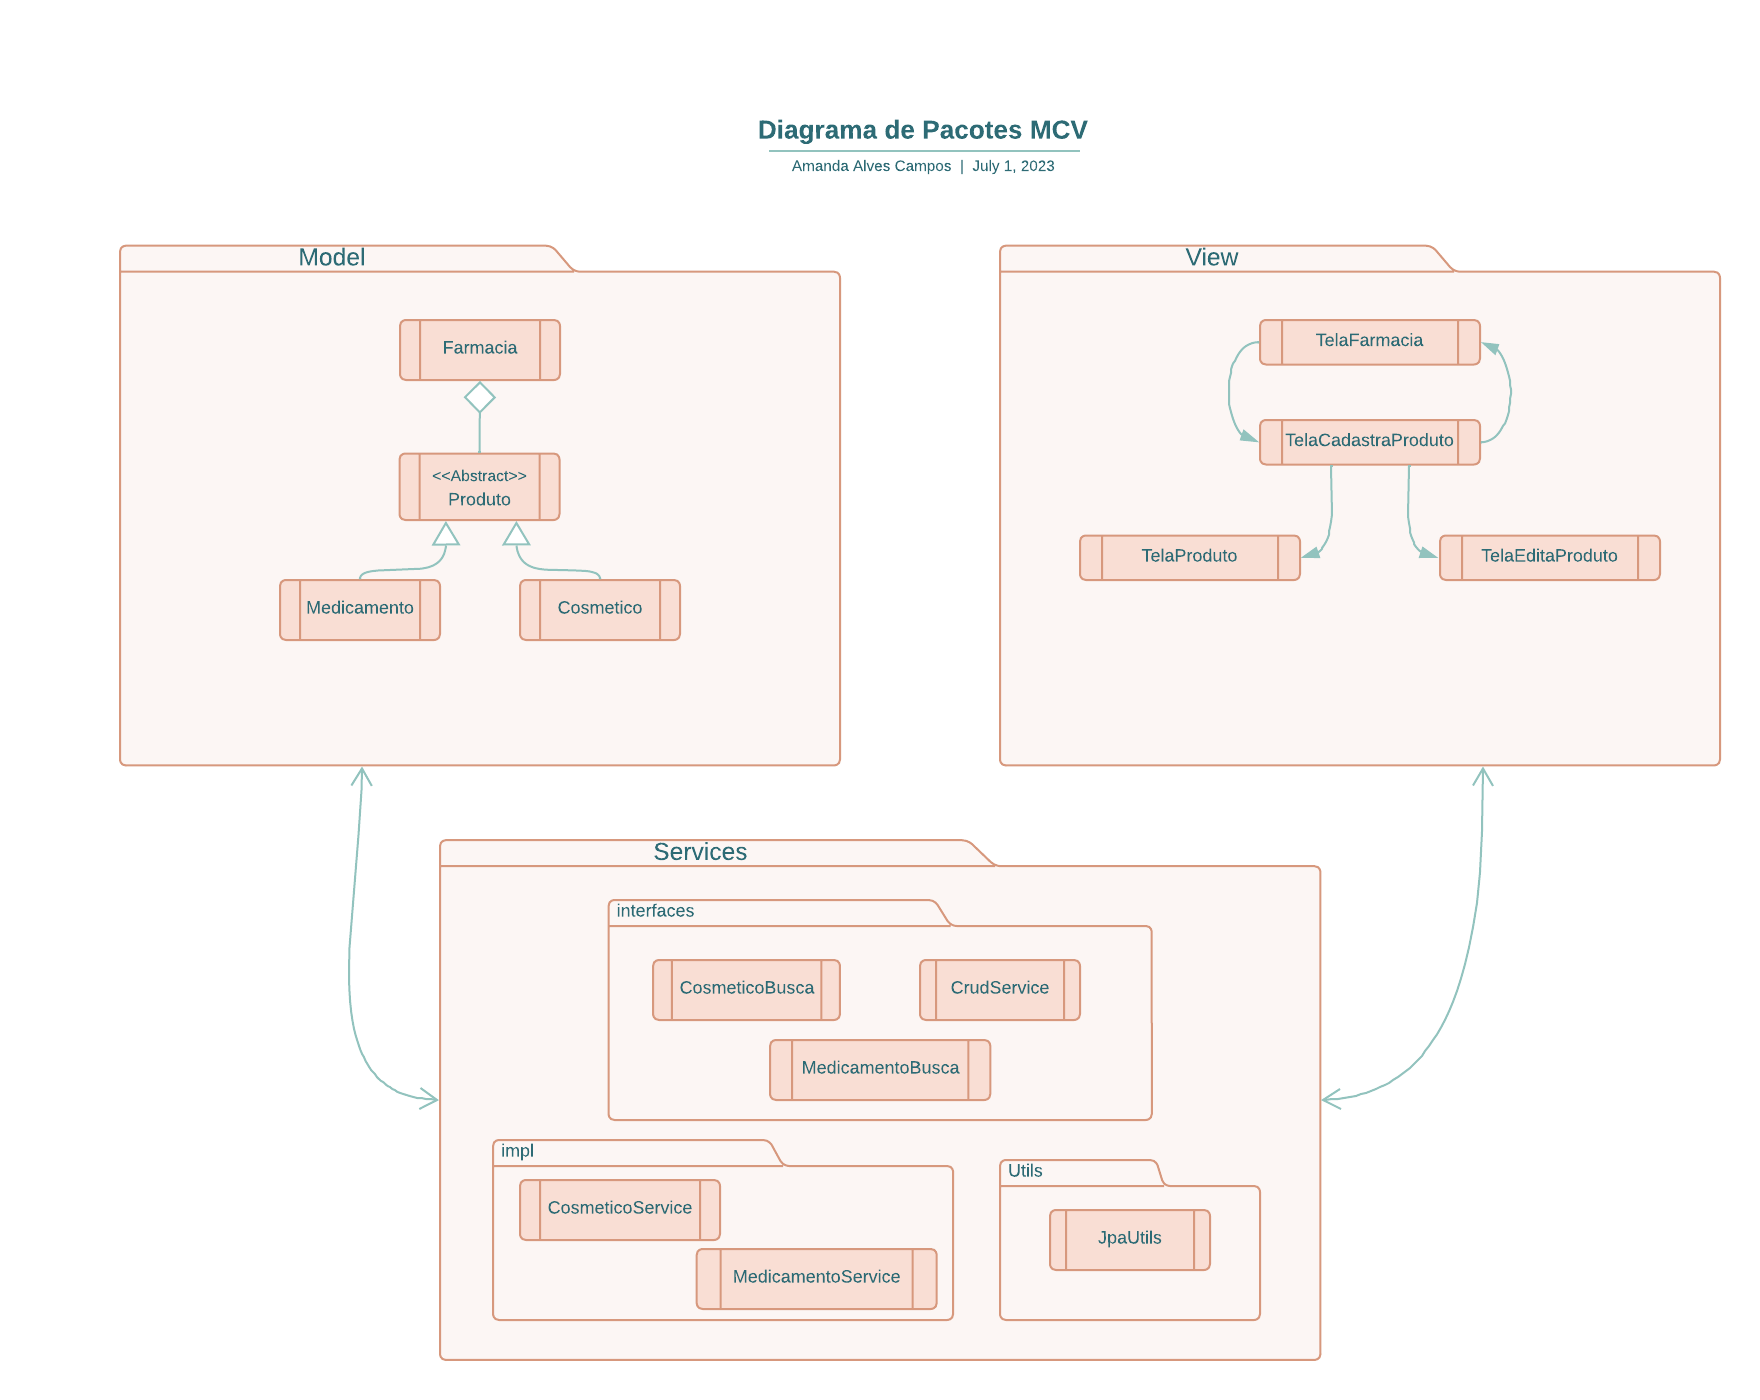 Diagrama de Pacotes MCV
Amanda Alves Campos | July 1, 2023
Model
Farmacia
<<Abstract>>
Produto
Medicamento
Cosmetico
View
TelaFarmacia
TelaCadastraProduto
TelaProduto
TelaEditaProduto
Services
interfaces
CosmeticoBusca
CrudService
MedicamentoBusca
impl
CosmeticoService
MedicamentoService
Utils
JpaUtils